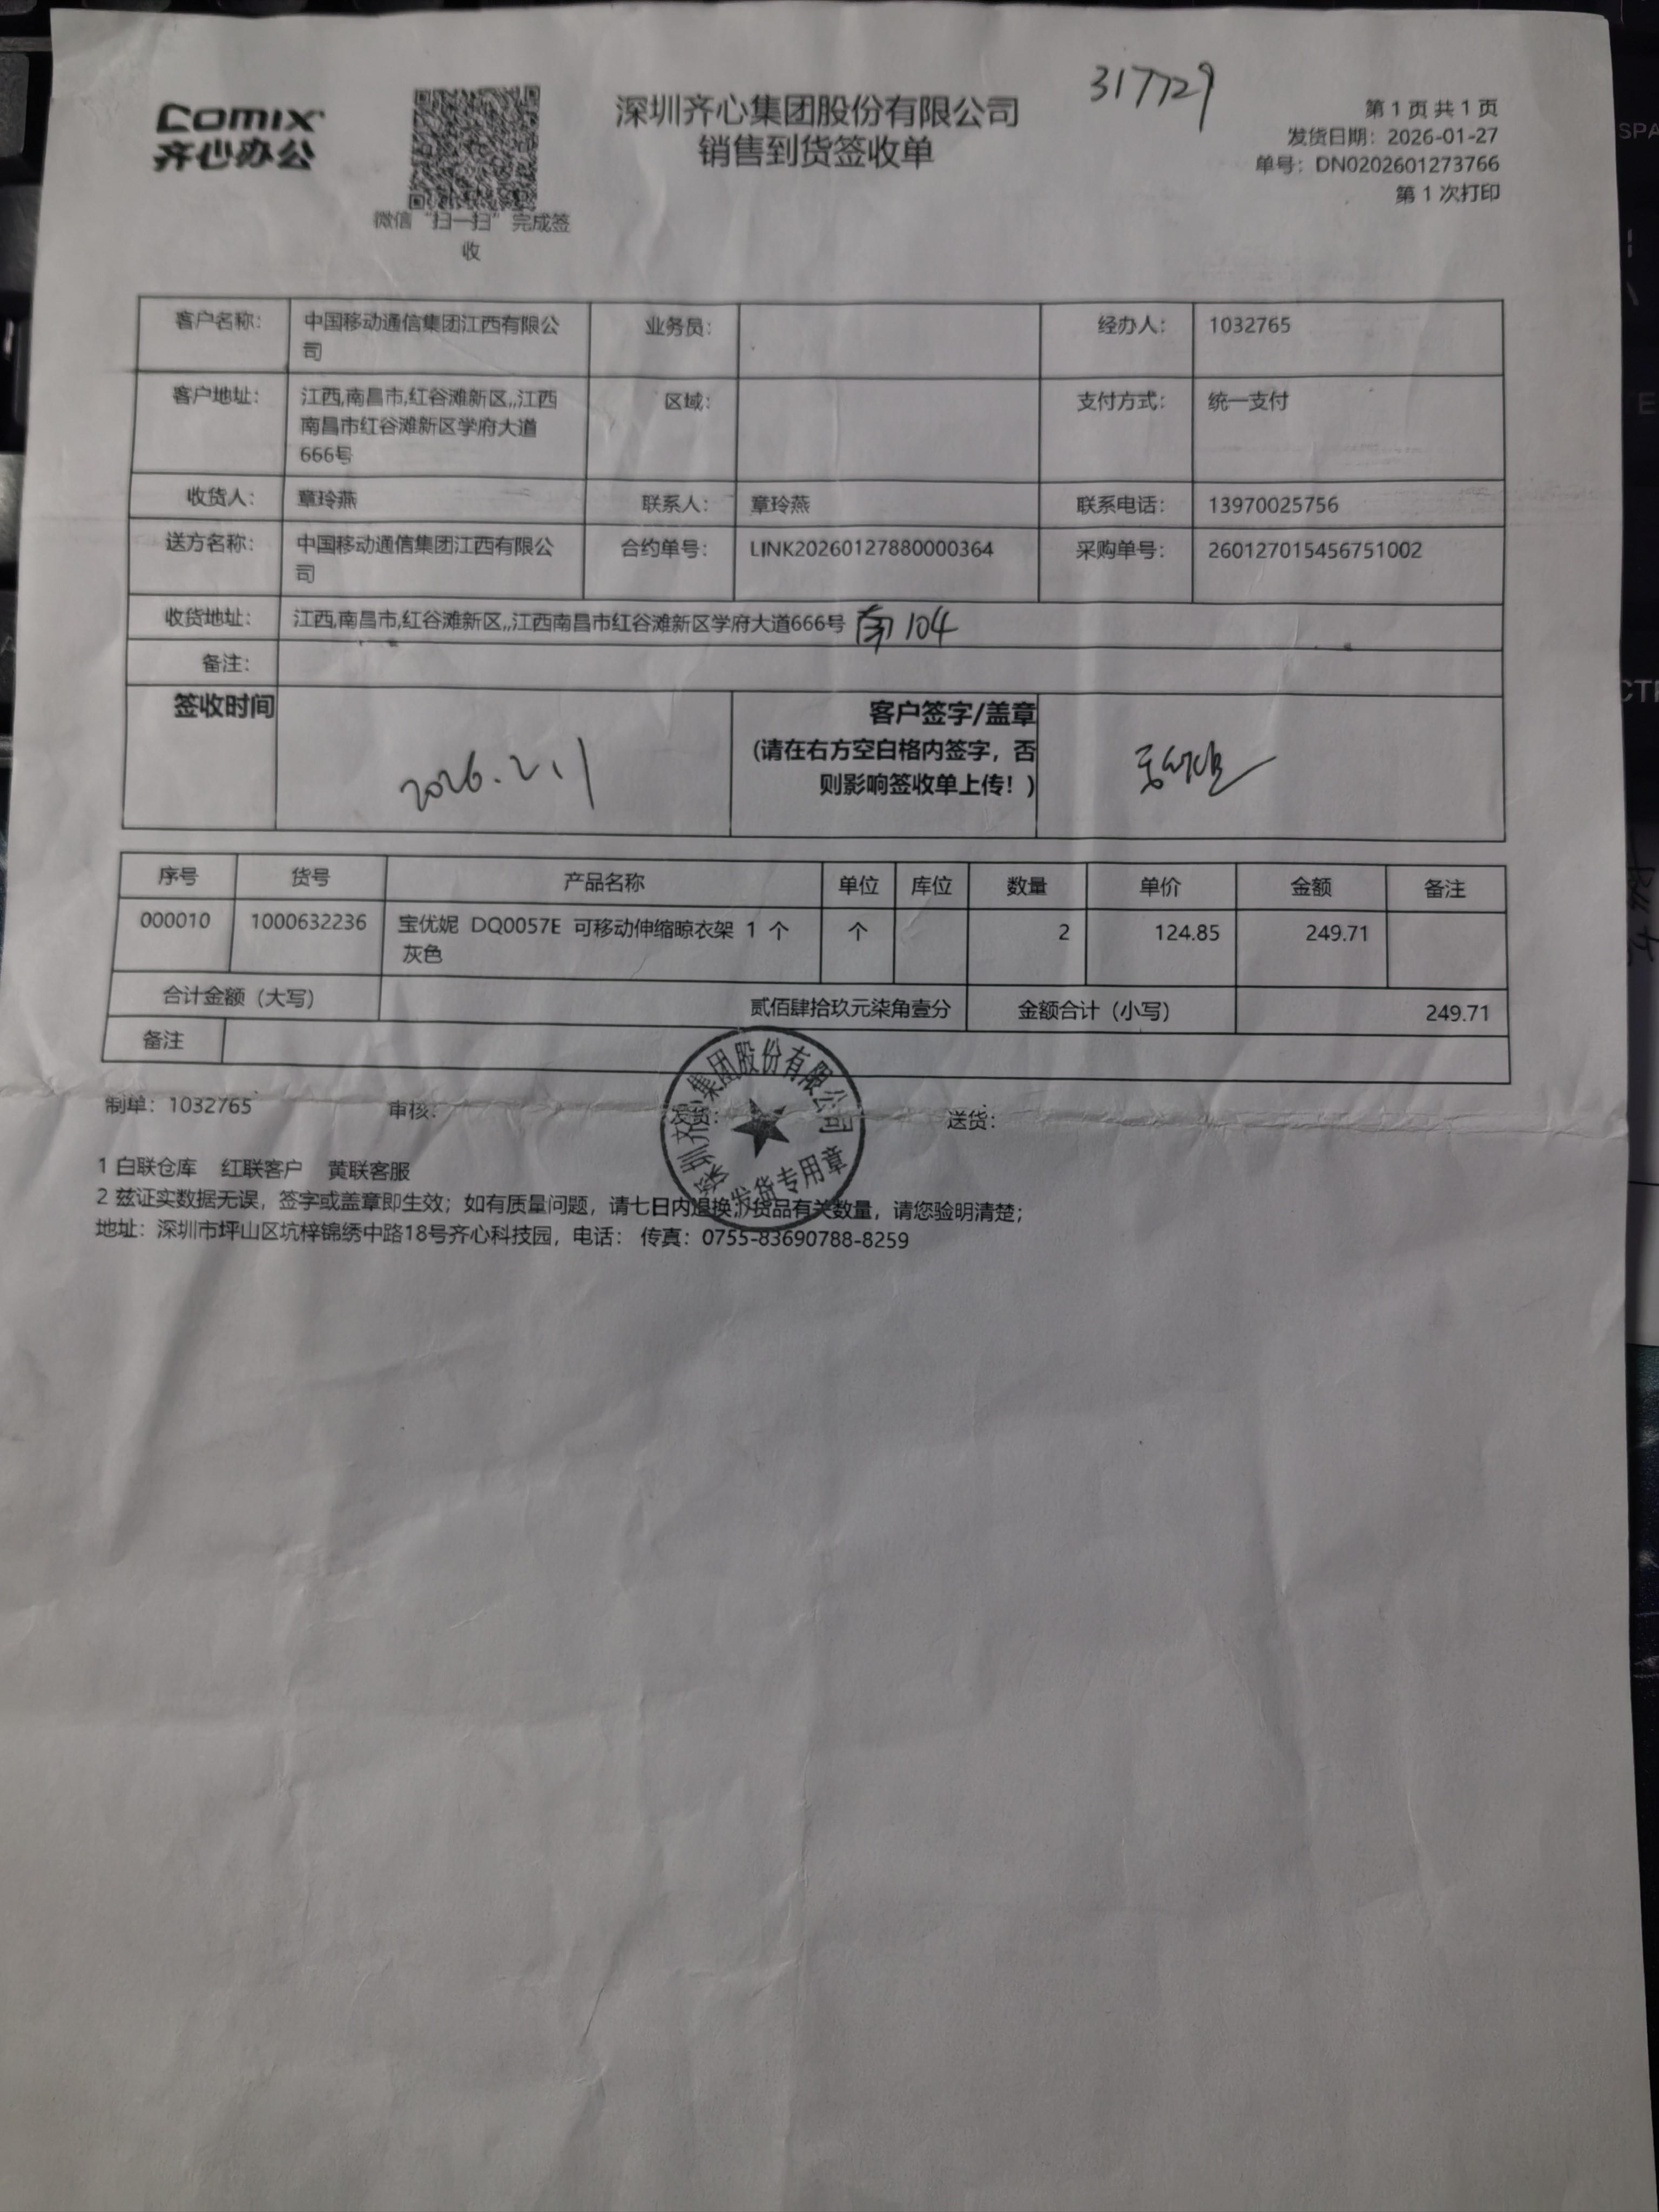 Comix
齐心办公
微信“扫一扫”完成签
收
深圳齐心集团股份有限公司
销售到货签收单
317729
第 1 页 共 1 页
发货日期：2026-01-27
单号：DN0202601273766
第 1 次打印
客户名称： 中国移动通信集团江西有限公 业务员： 经办人： 1032765
司
客户地址： 江西,南昌市,红谷滩新区,,江西 区域： 支付方式： 统一支付
南昌市红谷滩新区学府大道
666号
收货人： 章玲燕 联系人： 章玲燕 联系电话： 13970025756
送方名称： 中国移动通信集团江西有限公 合约单号： LINK20260127880000364 采购单号： 260127015456751002
司
收货地址： 江西,南昌市,红谷滩新区,,江西南昌市红谷滩新区学府大道666号 南104
备注：
签收时间 2026.2.11 客户签字/盖章
(请在右方空白格内签字，否
则影响签收单上传！)
序号 货号 产品名称 单位 库位 数量 单价 金额 备注
000010 1000632236 宝优妮 DQ0057E 可移动伸缩晾衣架 1 个 个 2 124.85 249.71
灰色
合计金额（大写） 贰佰肆拾玖元柒角壹分 金额合计（小写） 249.71
备注
制单：1032765 审核： 发货： 送货：
深圳齐心集团股份有限公司
发货专用章
1 白联仓库 红联客户 黄联客服
2 兹证实数据无误，签字或盖章即生效；如有质量问题，请七日内退换，货品有关数量，请您验明清楚；
地址：深圳市坪山区坑梓锦绣中路18号齐心科技园，电话： 传真：0755-83690788-8259